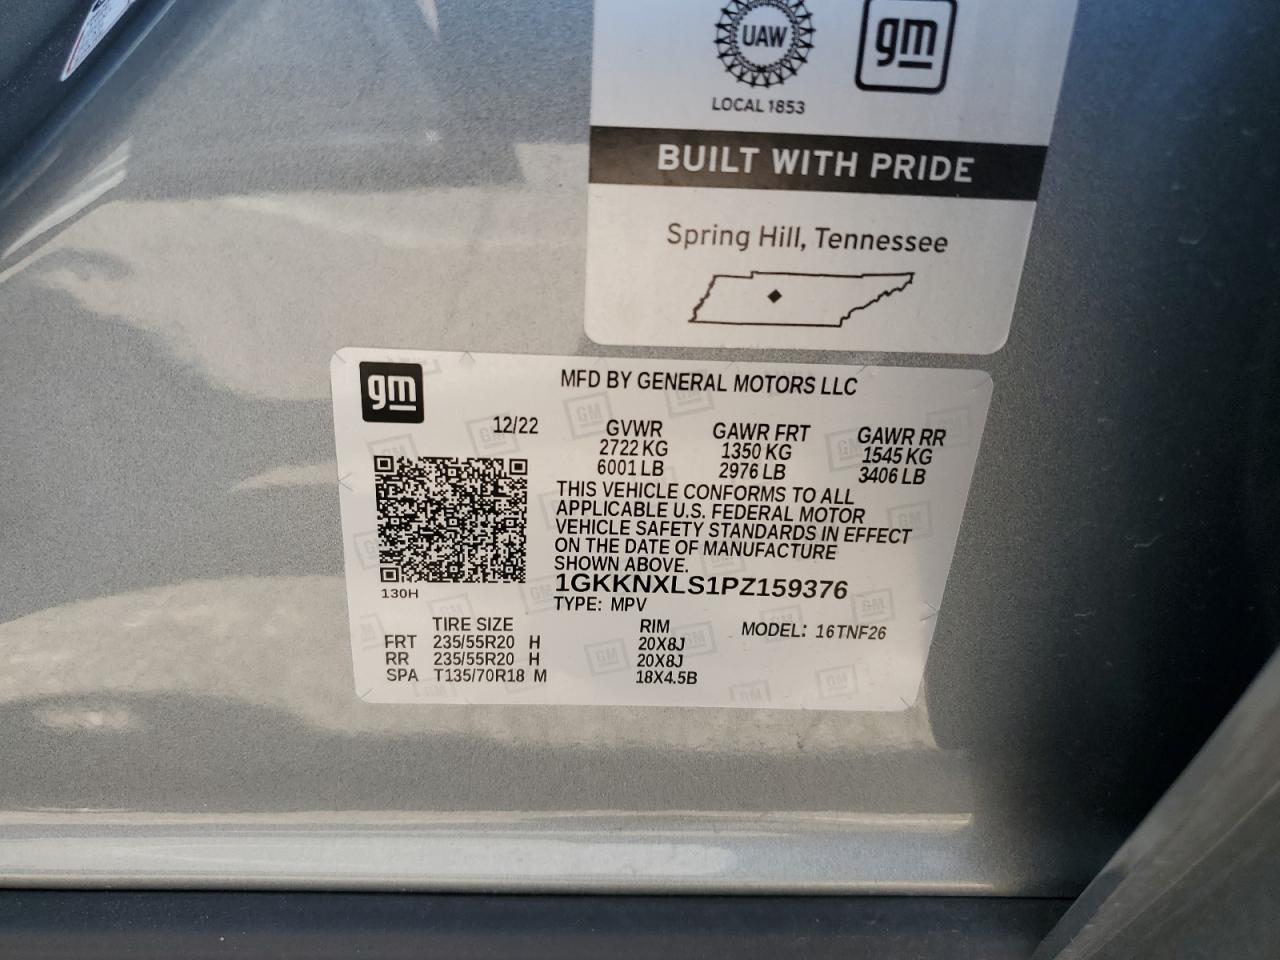 UAW
gm
LOCAL 1853
BUILT WITH PRIDE
Spring Hill, Tennessee
gm
MFD BY GENERAL MOTORS LLC
12/22 GVWR GAWR FRT GAWR RR
2722 KG 1350 KG 1545 KG
6001 LB 2976 LB 3406 LB
THIS VEHICLE CONFORMS TO ALL
APPLICABLE U.S. FEDERAL MOTOR
VEHICLE SAFETY STANDARDS IN EFFECT
ON THE DATE OF MANUFACTURE
SHOWN ABOVE.
1GKKNXLS1PZ159376
130H
TYPE: MPV
TIRE SIZE RIM MODEL: 16TNF26
FRT 235/55R20 H 20X8J
RR 235/55R20 H 20X8J
SPA T135/70R18 M 18X4.5B